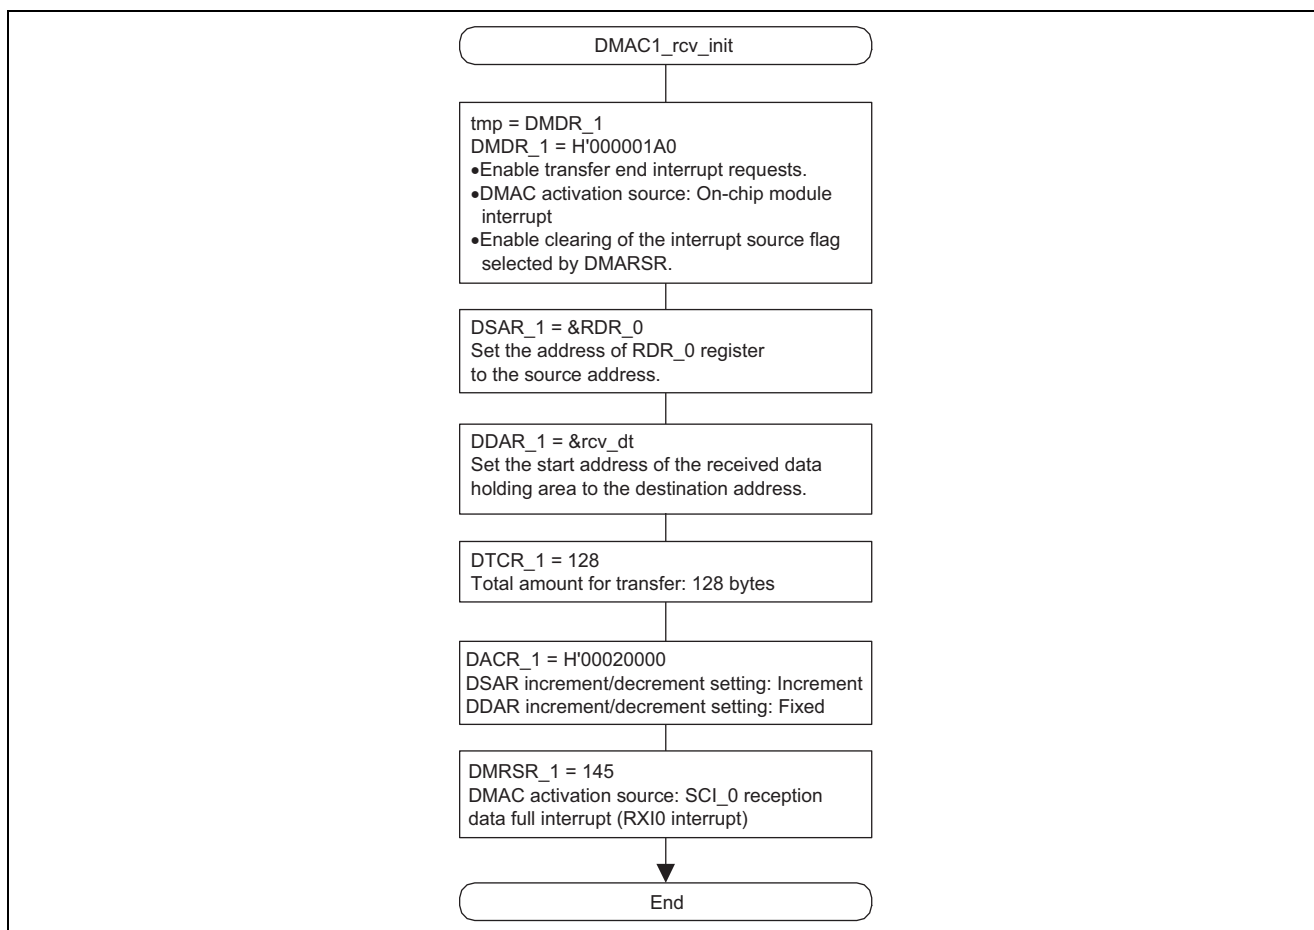 DMAC1_rcv_init
tmp = DMDR_1
DMDR_1 = H'000001A0
•Enable transfer end interrupt requests.
•DMAC activation source: On-chip module
interrupt
•Enable clearing of the interrupt source flag
selected by DMARSR.
DSAR_1 = &RDR_0
Set the address of RDR_0 register
to the source address.
DDAR_1 = &rcv_dt
Set the start address of the received data
holding area to the destination address.
DTCR_1 = 128
Total amount for transfer: 128 bytes
DACR_1 = H'00020000
DSAR increment/decrement setting: Increment
DDAR increment/decrement setting: Fixed
DMRSR_1 = 145
DMAC activation source: SCI_0 reception
data full interrupt (RXI0 interrupt)
End